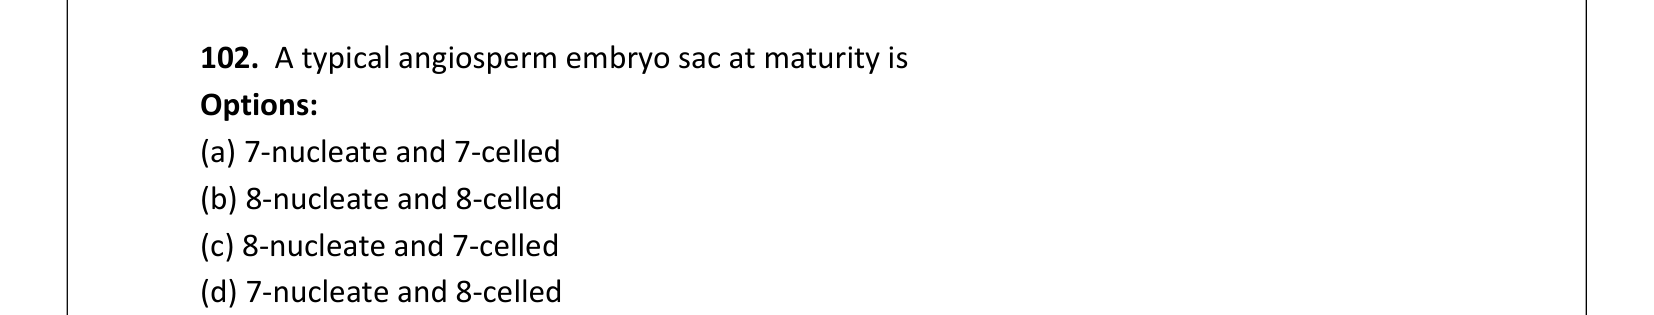 102. A typical angiosperm embryo sac at maturity is
Options:
(a) 7-nucleate and 7-celled
(b) 8-nucleate and 8-celled
(c) 8-nucleate and 7-celled
(d) 7-nucleate and 8-celled